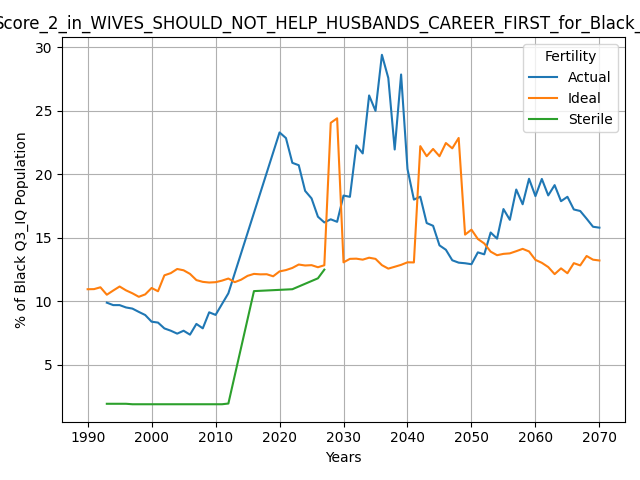 Score_2_in_WIVES_SHOULD_NOT_HELP_HUSBANDS_CAREER_FIRST_for_Black_
Fertility
Actual
Ideal
Sterile
% of Black Q3_IQ Population
30
25
20
15
10
5
1990 2000 2010 2020 2030 2040 2050 2060 2070
Years